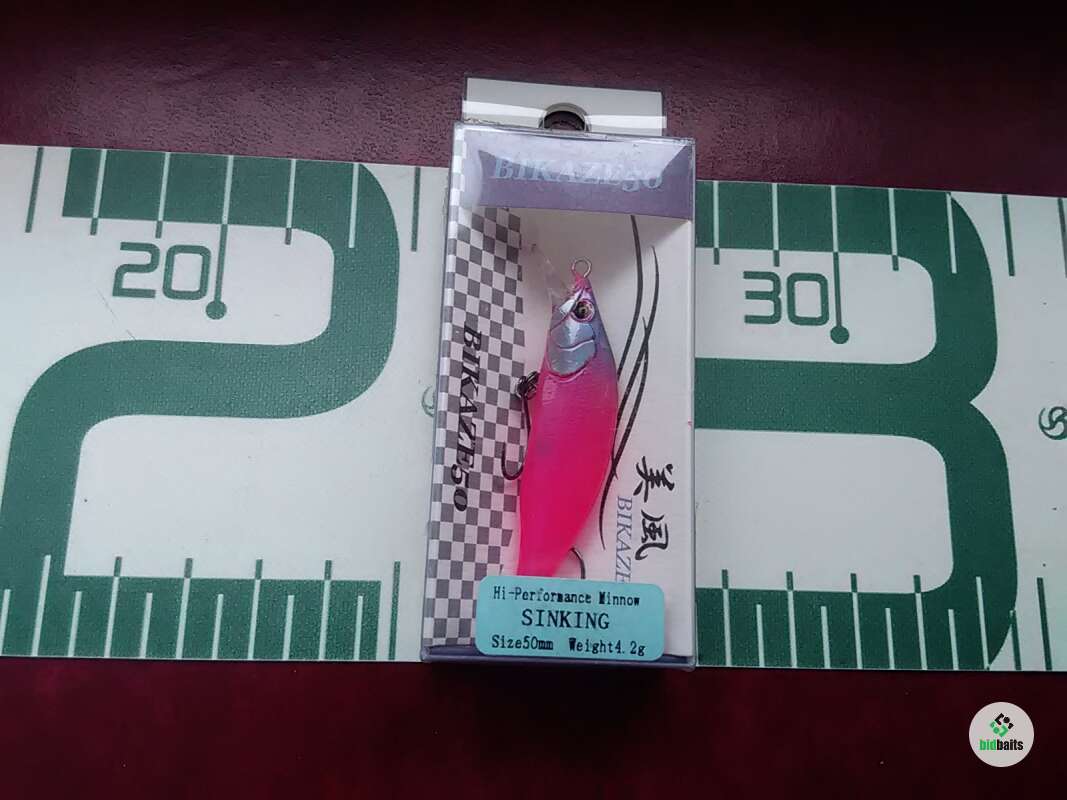 BIKAZE50
20
30
BIKAZE50
美風
BIKAZE
Hi-Performance Minnow
SINKING
Size50mm Weight4.2g
bidbaits